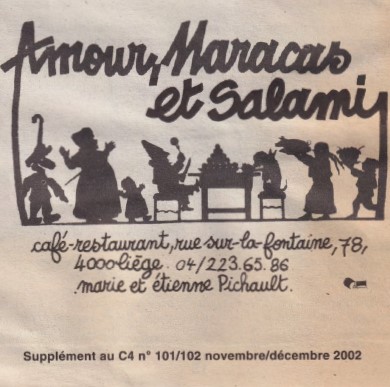 Amour, Maracas
et Salami
café-restaurant, rue sur-la-fontaine, 78,
4000 liège. 04/223.65.86
marie et étienne Pichault.
Supplément au C4 n° 101/102 novembre/décembre 2002